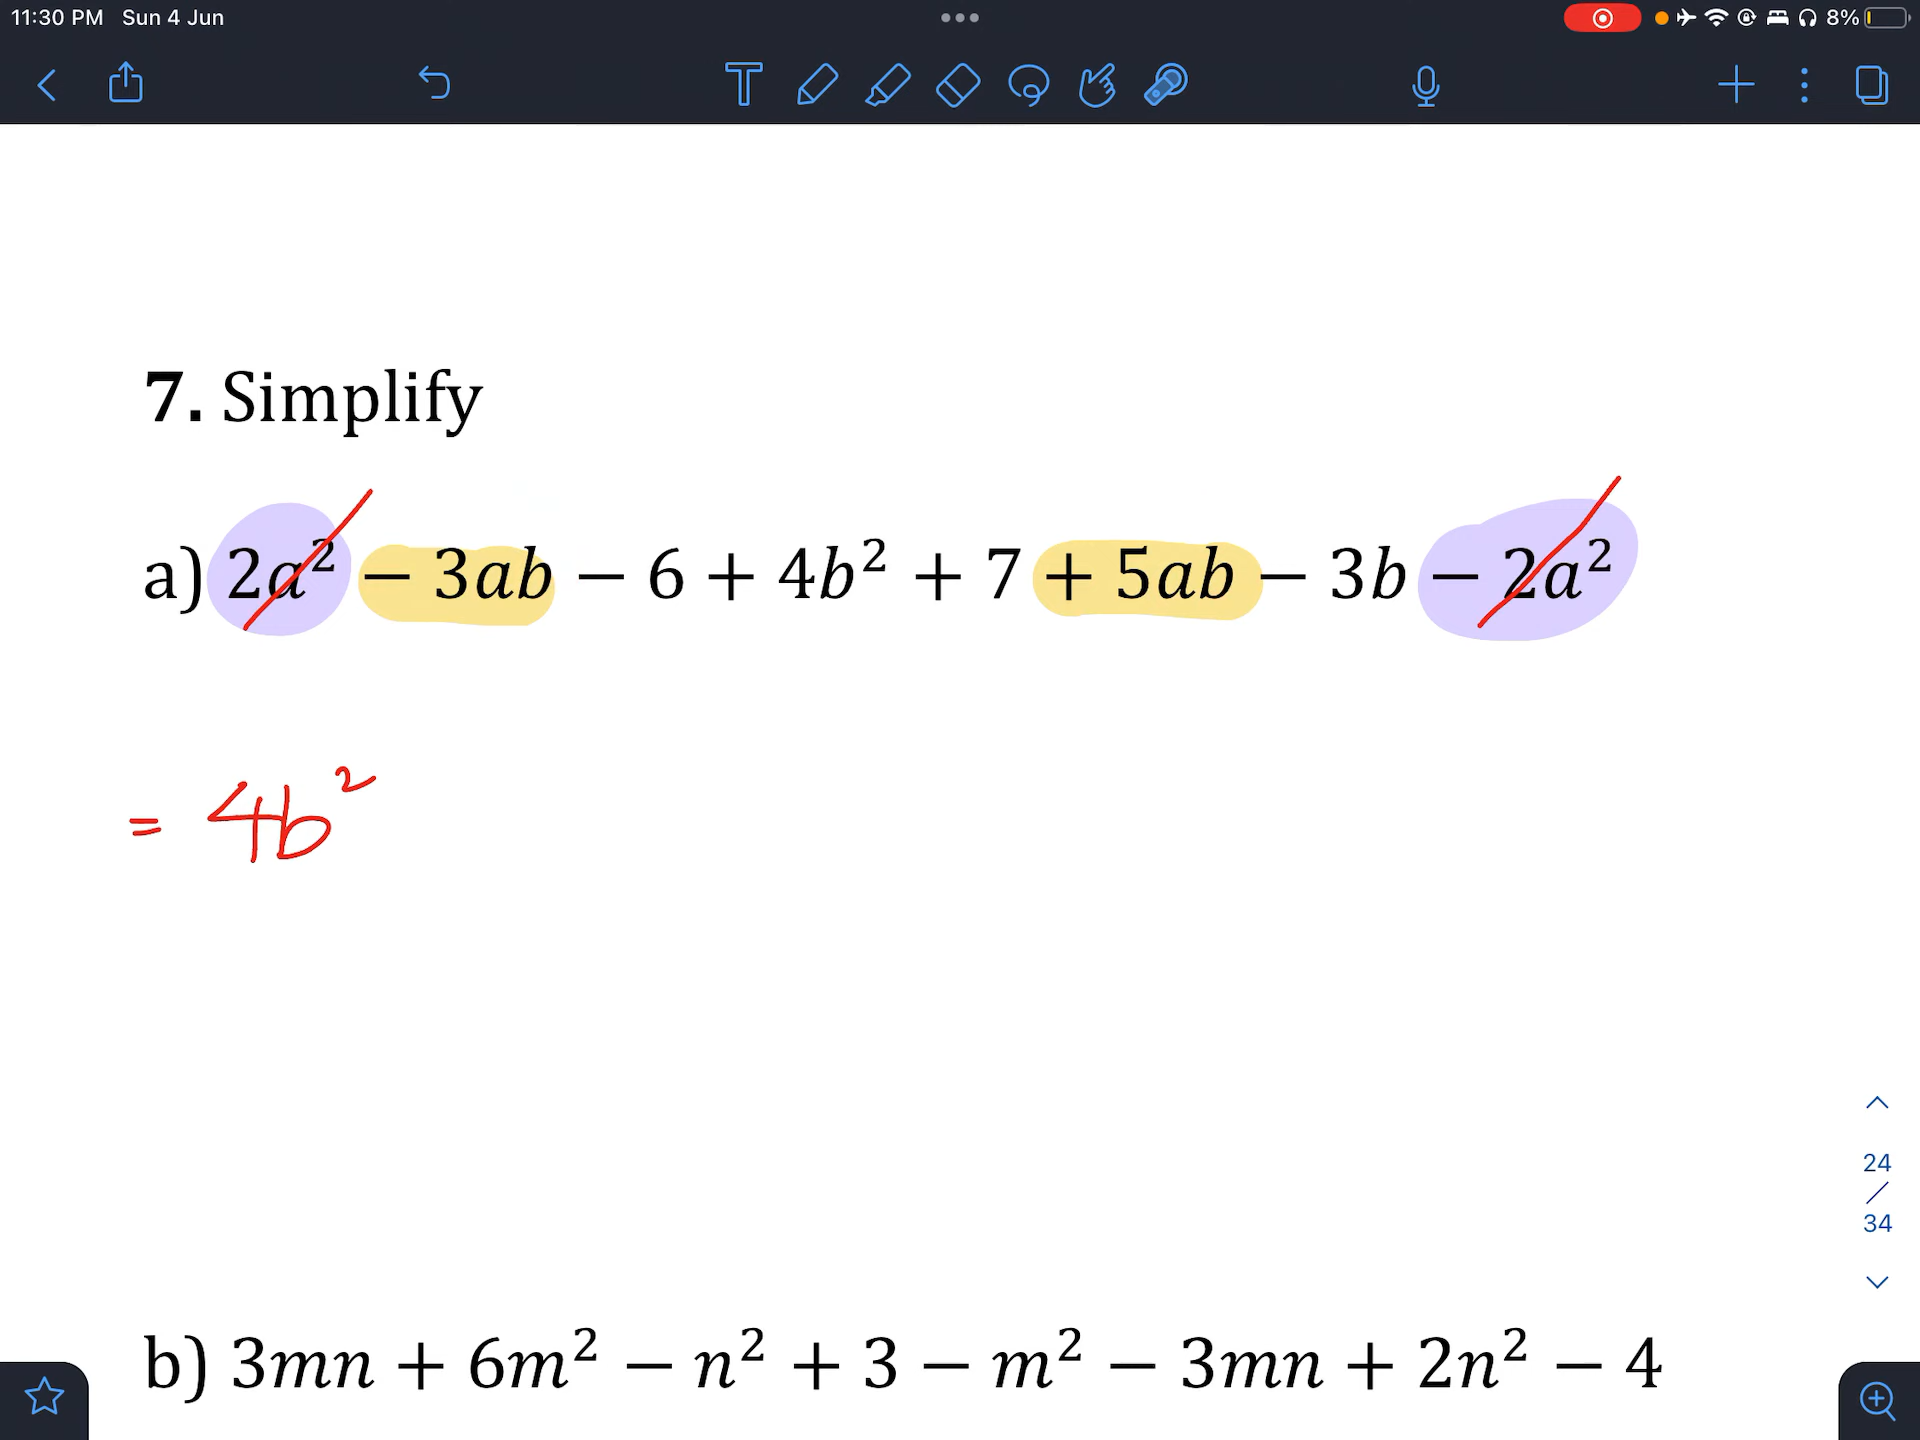 11:30 PM Sun 4 Jun 8%
7. Simplify
a) 2a² − 3ab − 6 + 4b² + 7 + 5ab − 3b − 2a²
= 4b²
24
/
34
b) 3mn + 6m² − n² + 3 − m² − 3mn + 2n² − 4